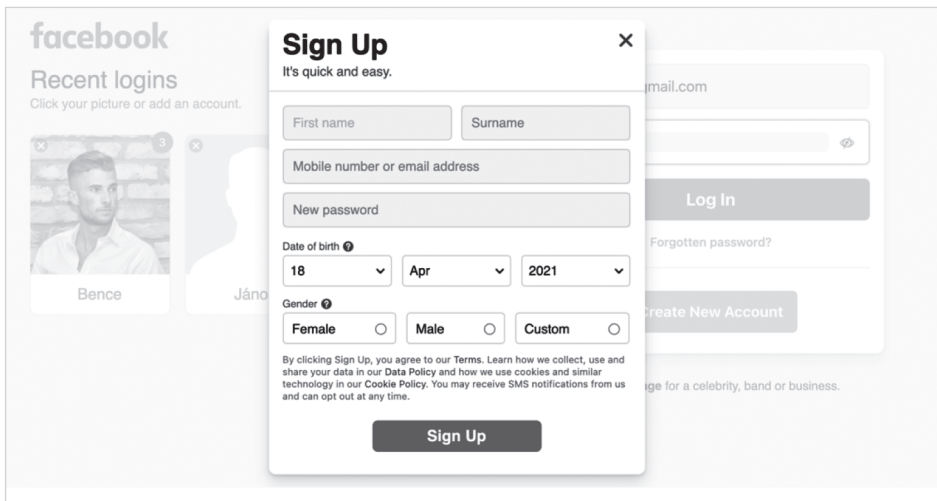 facebook
Recent logins
Click your picture or add an account.
3
Bence
Jáno
Sign Up
It's quick and easy.
First name
Surname
Mobile number or email address
New password
Date of birth
18
Apr
2021
Gender
Female
Male
Custom
By clicking Sign Up, you agree to our Terms. Learn how we collect, use and
share your data in our Data Policy and how we use cookies and similar
technology in our Cookie Policy. You may receive SMS notifications from us
and can opt out at any time.
Sign Up
gmail.com
Log In
Forgotten password?
Create New Account
for a celebrity, band or business.